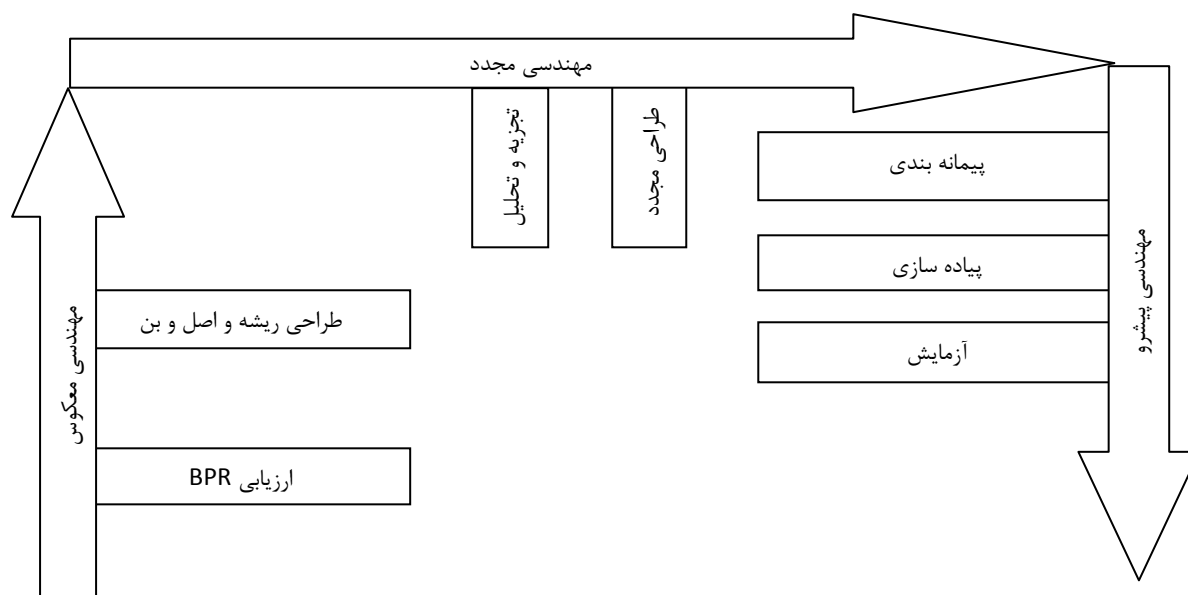 مهندسی مجدد
تجزیه و تحلیل
طراحی مجدد
پیمانه بندی
پیاده سازی
آزمایش
مهندسی پیشرو
طراحی ریشه و اصل و بن
ارزیابی BPR
مهندسی معکوس